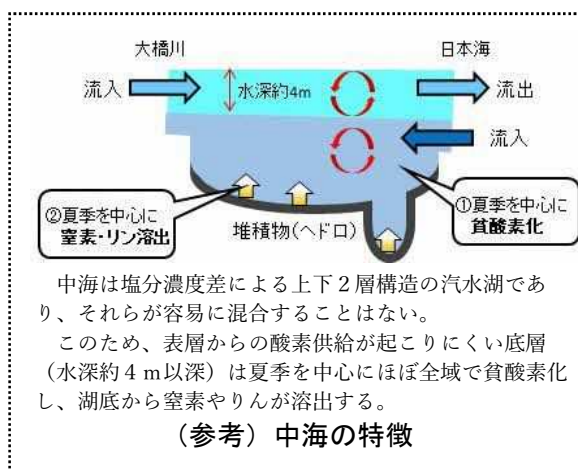 大橋川
日本海
流入
水深約4m
流出
流入
②夏季を中心に
窒素・リン溶出
堆積物(ヘドロ)
①夏季を中心に
貧酸素化
中海は塩分濃度差による上下２層構造の汽水湖であ
り、それらが容易に混合することはない。
このため、表層からの酸素供給が起こりにくい底層
（水深約４ｍ以深）は夏季を中心にほぼ全域で貧酸素化
し、湖底から窒素やりんが溶出する。
（参考）中海の特徴